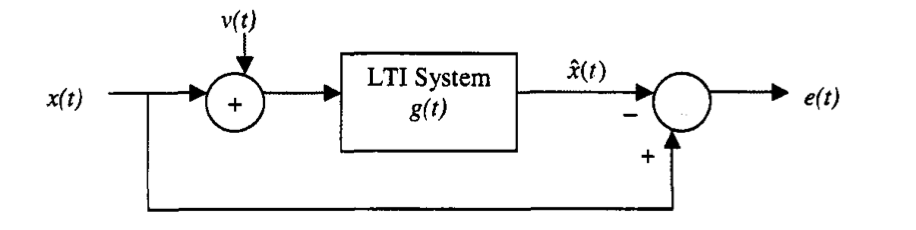 v(t)
x(t)
+
LTI System
g(t)
x̂(t)
−
e(t)
+